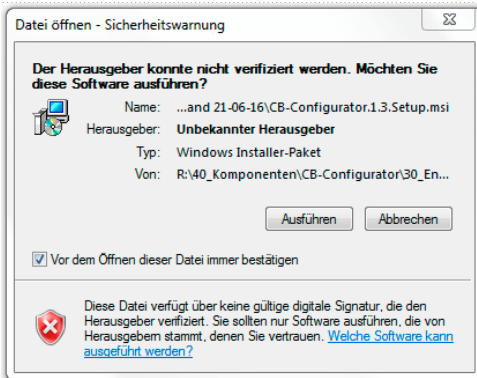 Datei öffnen - Sicherheitswarnung
Der Herausgeber konnte nicht verifiziert werden. Möchten Sie
diese Software ausführen?
Name: ...and 21-06-16\CB-Configurator.1.3.Setup.msi
Herausgeber: Unbekannter Herausgeber
Typ: Windows Installer-Paket
Von: R:\40_Komponenten\CB-Configurator\30_En...
Ausführen Abbrechen
Vor dem Öffnen dieser Datei immer bestätigen
Diese Datei verfügt über keine gültige digitale Signatur, die den
Herausgeber verifiziert. Sie sollten nur Software ausführen, die von
Herausgebern stammt, denen Sie vertrauen. Welche Software kann
ausgeführt werden?